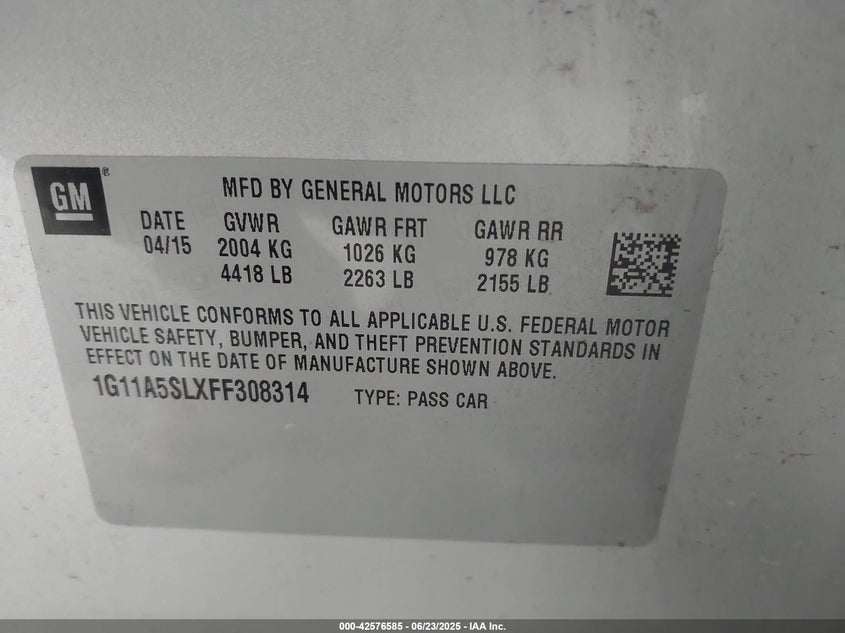 GM®
MFD BY GENERAL MOTORS LLC
DATE GVWR GAWR FRT GAWR RR
04/15 2004 KG 1026 KG 978 KG
4418 LB 2263 LB 2155 LB
THIS VEHICLE CONFORMS TO ALL APPLICABLE U.S. FEDERAL MOTOR
VEHICLE SAFETY, BUMPER, AND THEFT PREVENTION STANDARDS IN
EFFECT ON THE DATE OF MANUFACTURE SHOWN ABOVE.
1G11A5SLXFF308314 TYPE: PASS CAR
000-42576585 - 06/23/2025 - IAA Inc.